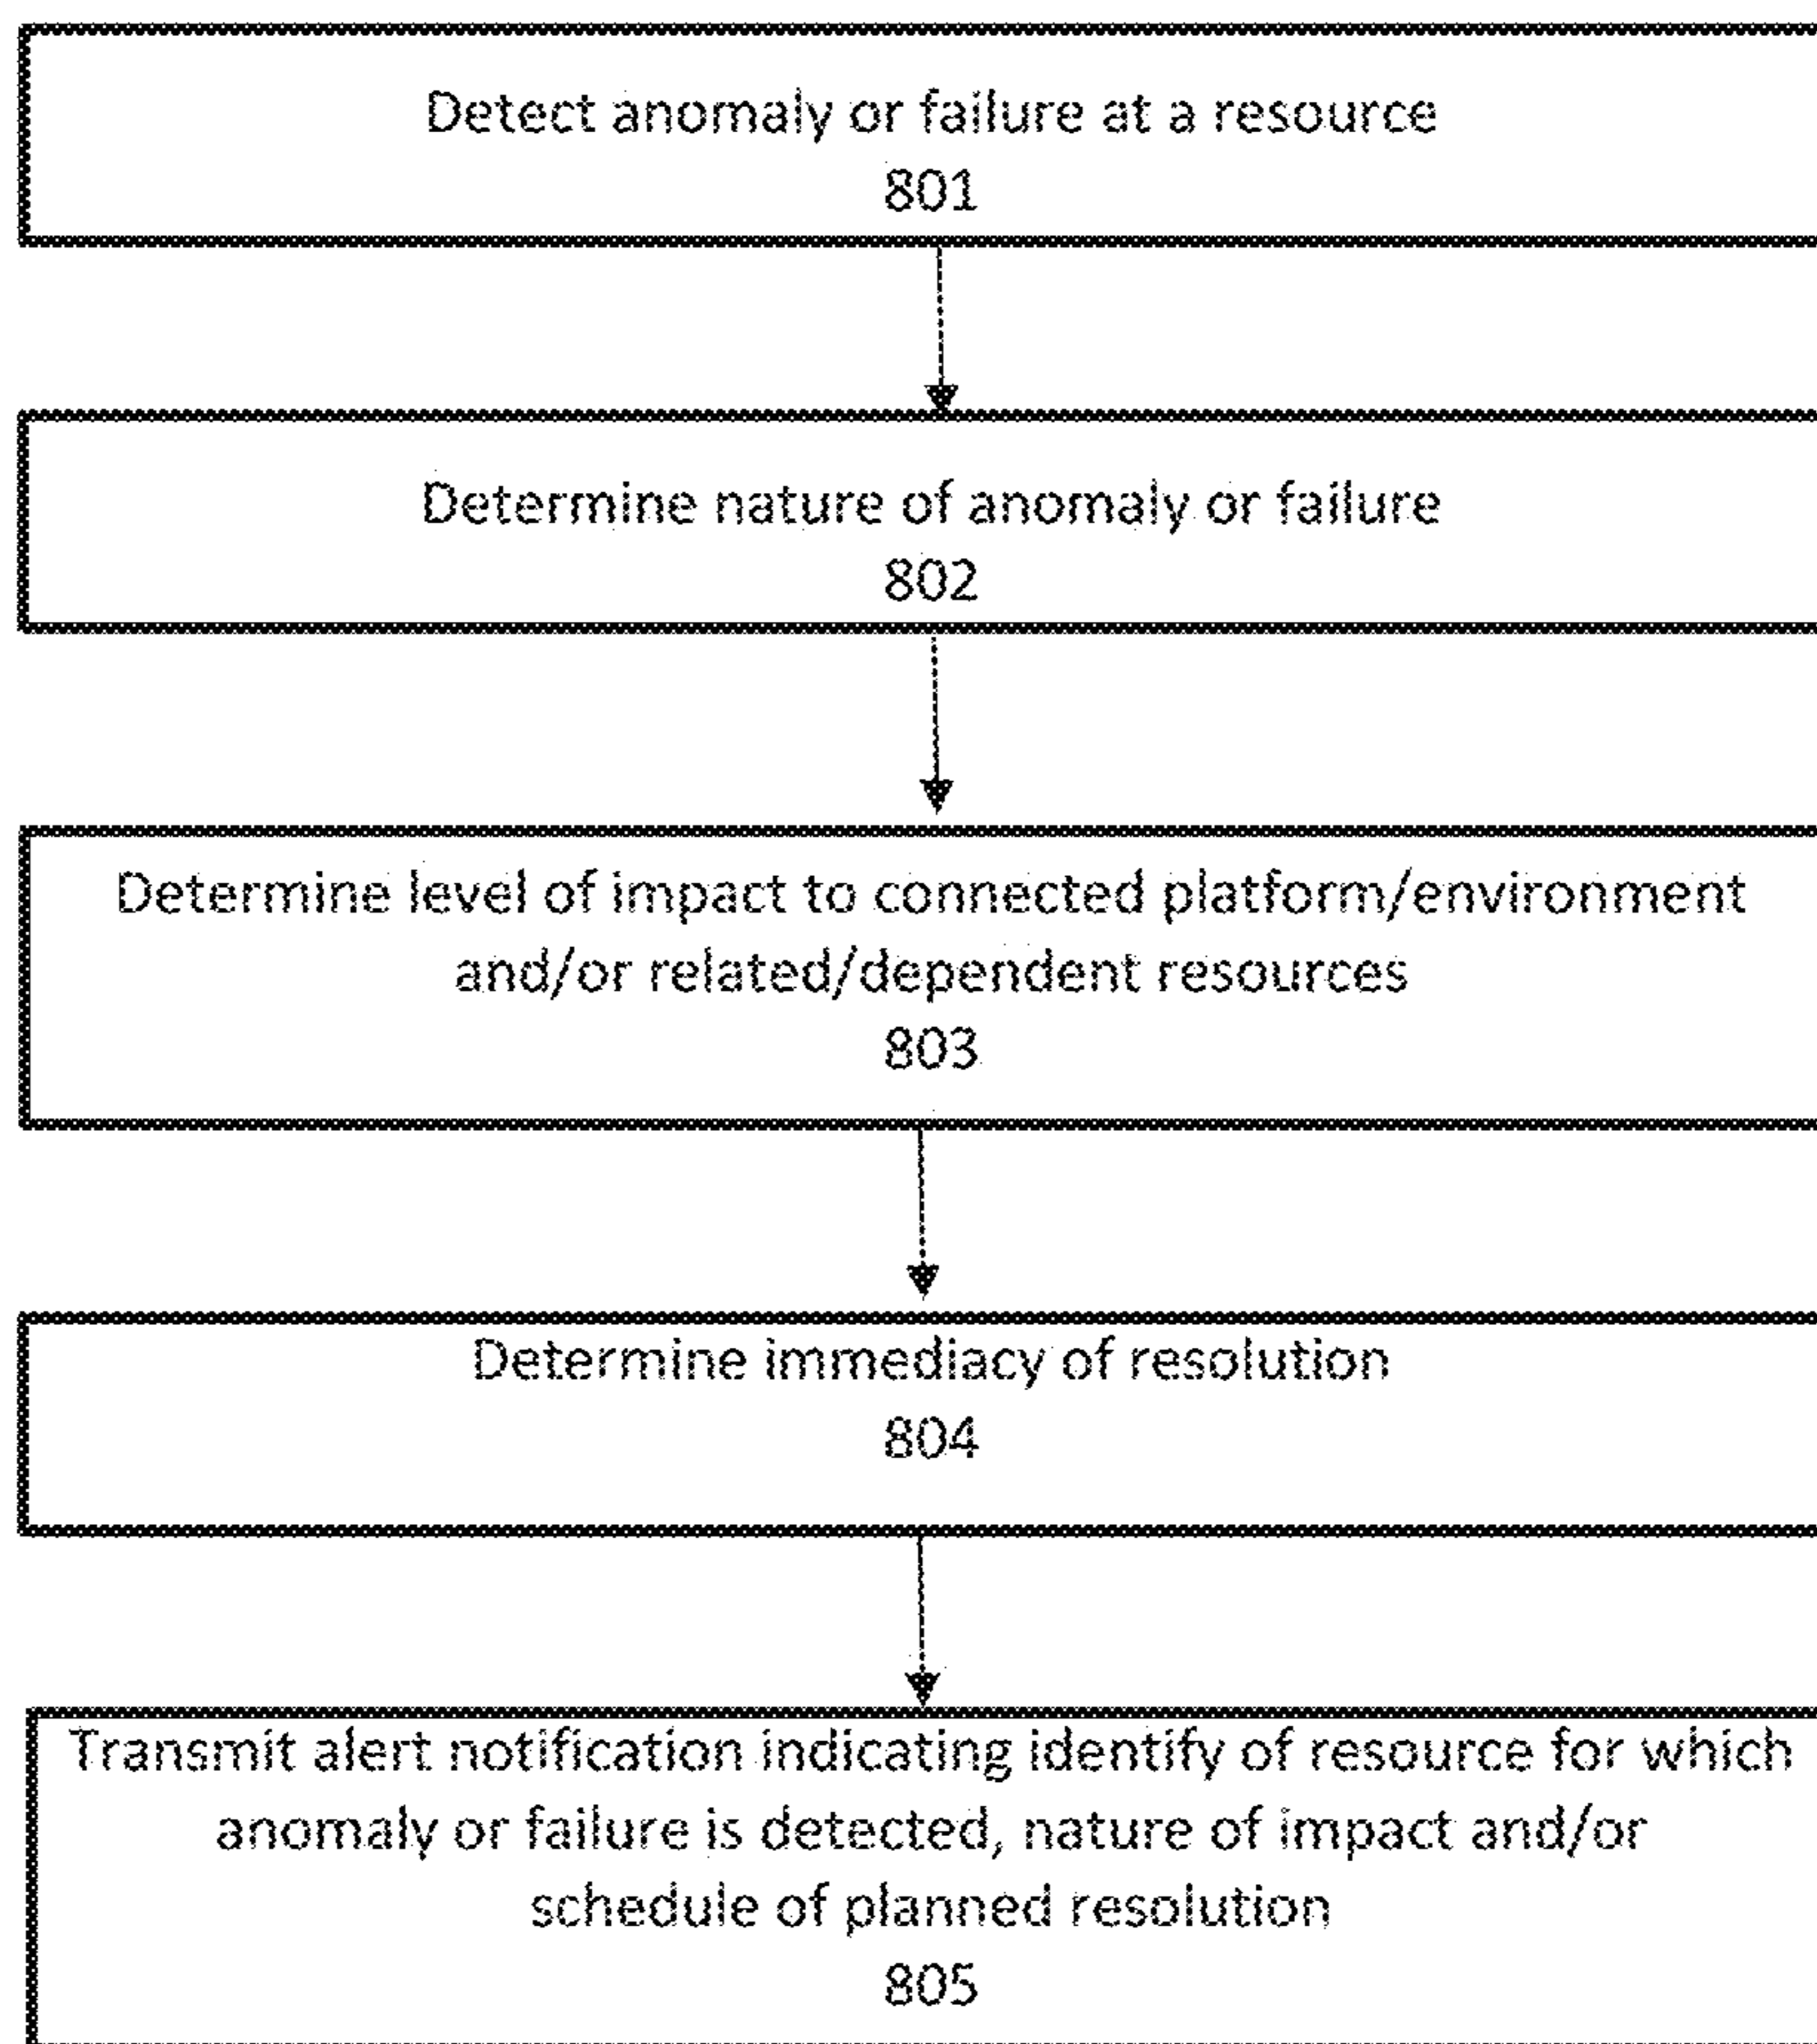 Detect anomaly or failure at a resource
801
Determine nature of anomaly or failure
802
Determine level of impact to connected platform/environment
and/or related/dependent resources
803
Determine immediacy of resolution
804
Transmit alert notification indicating identify of resource for which
anomaly or failure is detected, nature of impact and/or
schedule of planned resolution
805